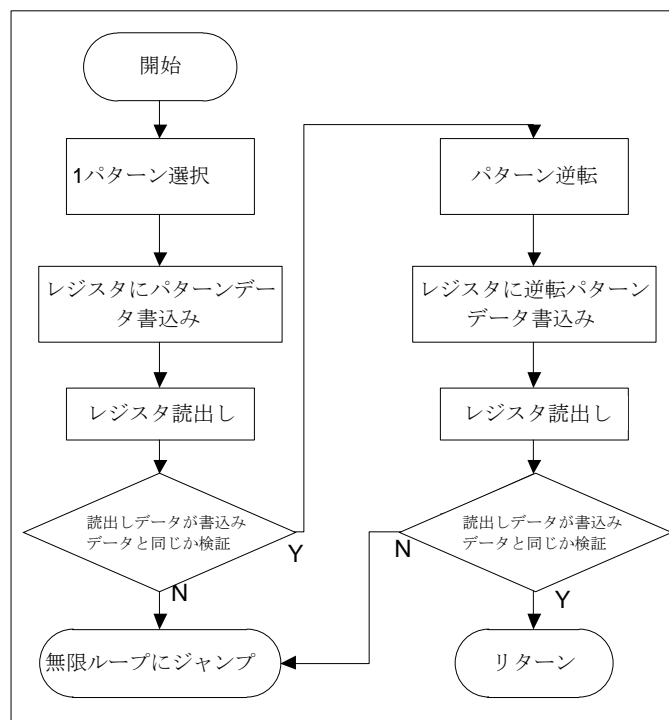 開始
1パターン選択
レジスタにパターンデー
タ書込み
レジスタ読出し
読出しデータが書込み
データと同じか検証
Y
N
無限ループにジャンプ
パターン逆転
レジスタに逆転パターン
データ書込み
レジスタ読出し
読出しデータが書込み
データと同じか検証
N
Y
リターン